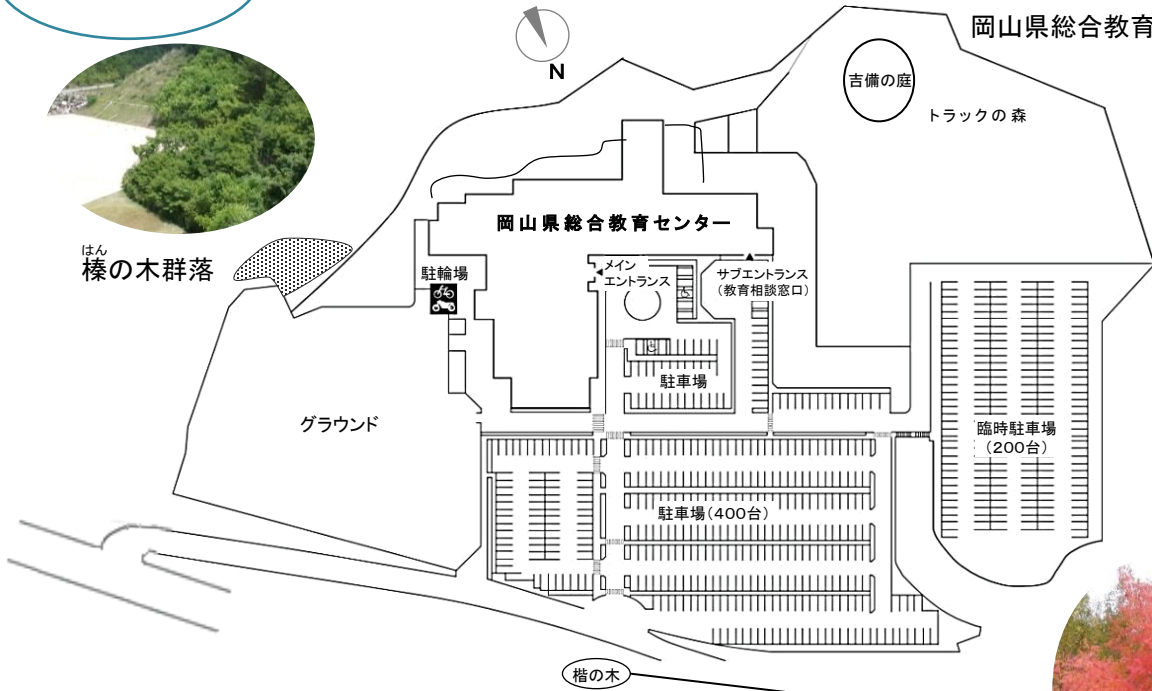 岡山県総合教育
N
吉備の庭
トラックの森
岡山県総合教育センター
はん
榛の木群落
駐輪場
メイン
エントランス
サブエントランス
(教育相談窓口)
駐車場
グラウンド
臨時駐車場
(200台)
駐車場(400台)
楷の木